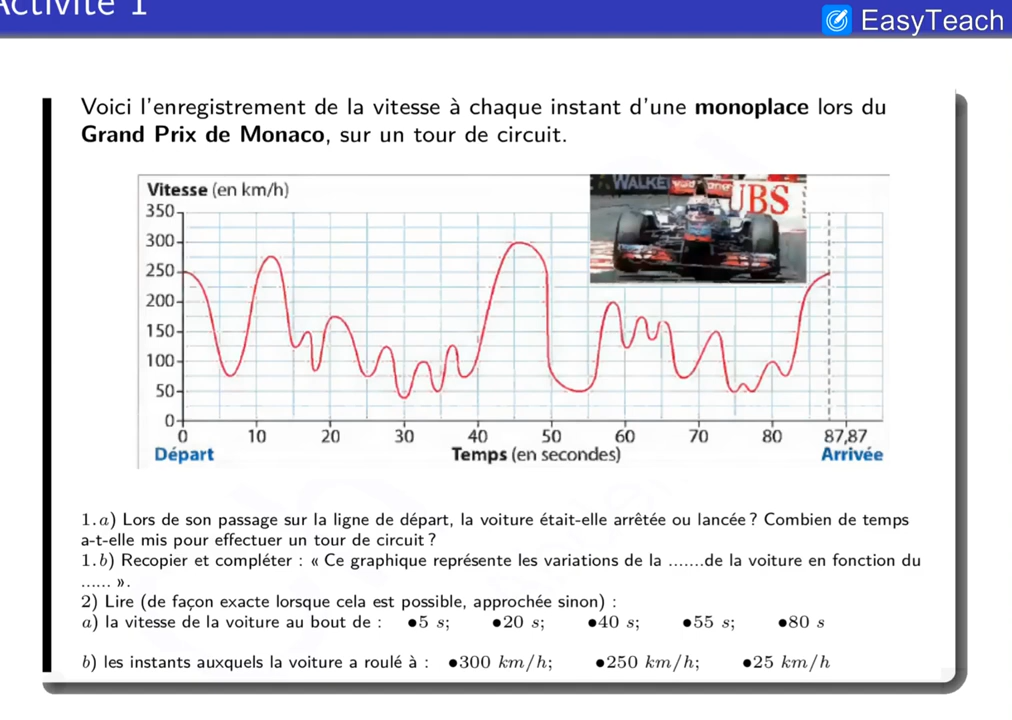 Activité 1
EasyTeach
Voici l'enregistrement de la vitesse à chaque instant d'une monoplace lors du
Grand Prix de Monaco, sur un tour de circuit.
Vitesse (en km/h)
350
300
250
200
150
100
50
0
WALKE
UBS
0 10 20 30 40 50 60 70 80 87,87
Départ Temps (en secondes) Arrivée
1.a) Lors de son passage sur la ligne de départ, la voiture était-elle arrêtée ou lancée ? Combien de temps
a-t-elle mis pour effectuer un tour de circuit ?
1.b) Recopier et compléter : « Ce graphique représente les variations de la .......de la voiture en fonction du
...... ».
2) Lire (de façon exacte lorsque cela est possible, approchée sinon) :
a) la vitesse de la voiture au bout de : •5 s; •20 s; •40 s; •55 s; •80 s
b) les instants auxquels la voiture a roulé à : •300 km/h; •250 km/h; •25 km/h